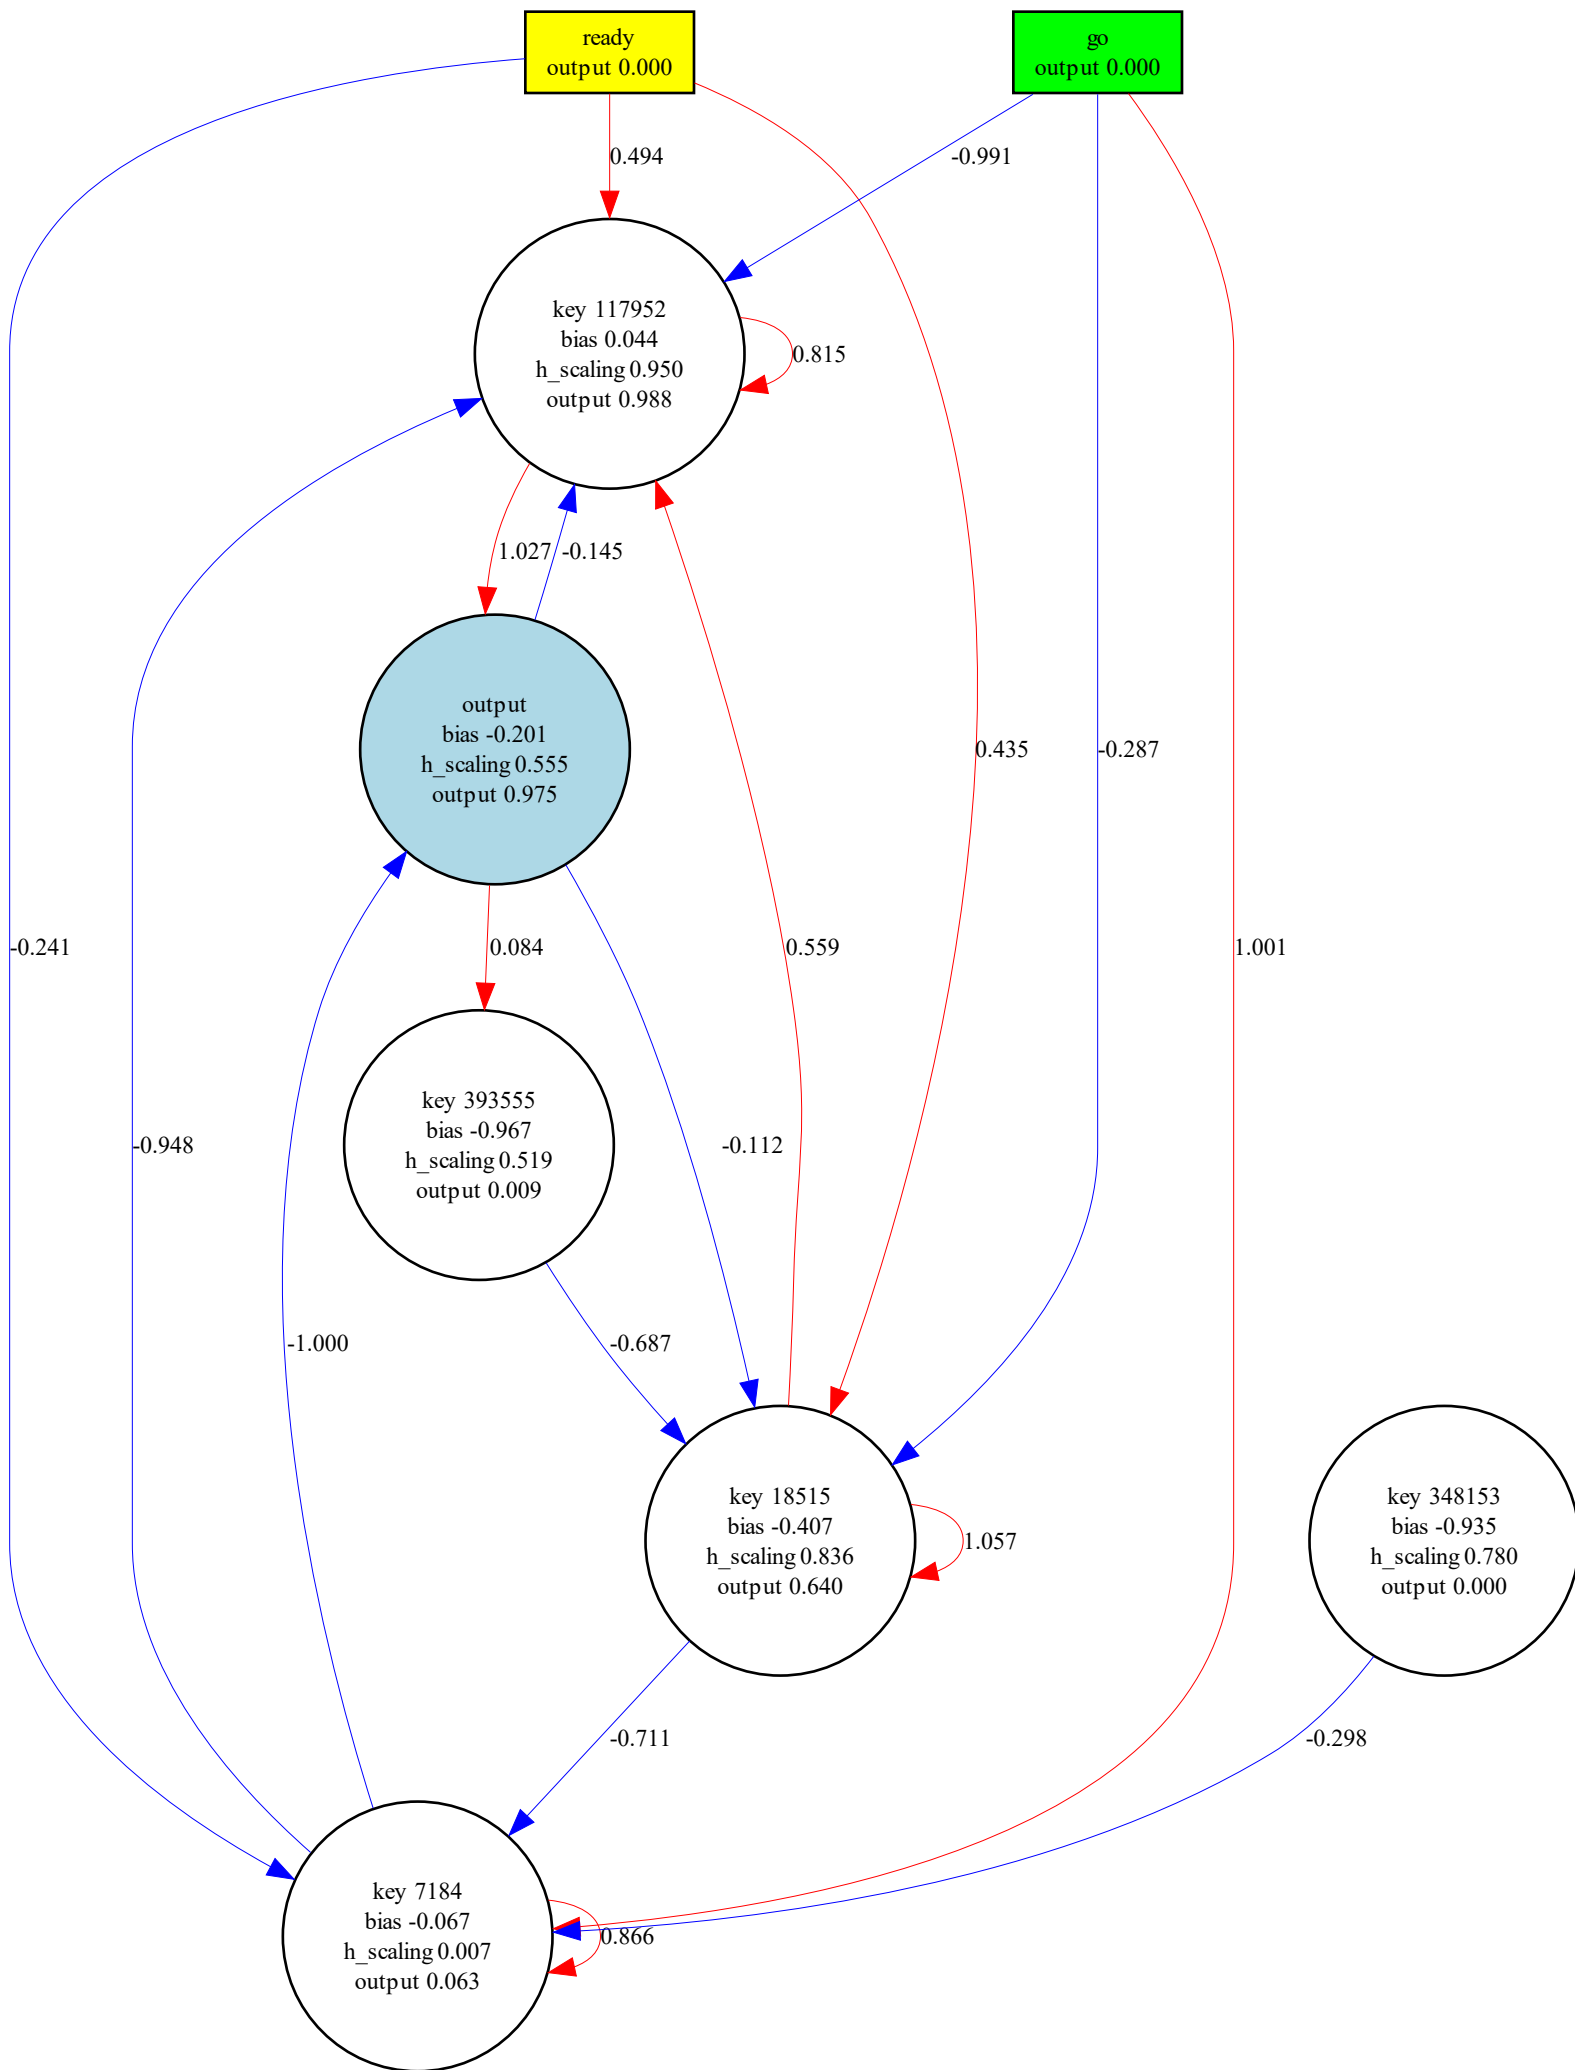 ready
output 0.000
go
output 0.000
0.494
-0.991
key 117952
bias 0.044
h_scaling 0.950
output 0.988
0.815
1.027
-0.145
output
bias -0.201
h_scaling 0.555
output 0.975
0.435
-0.287
-0.241
0.084
0.559
1.001
key 393555
bias -0.967
h_scaling 0.519
output 0.009
-0.948
-0.112
-1.000
-0.687
key 18515
bias -0.407
h_scaling 0.836
output 0.640
1.057
key 348153
bias -0.935
h_scaling 0.780
output 0.000
-0.711
-0.298
key 7184
bias -0.067
h_scaling 0.007
output 0.063
0.866